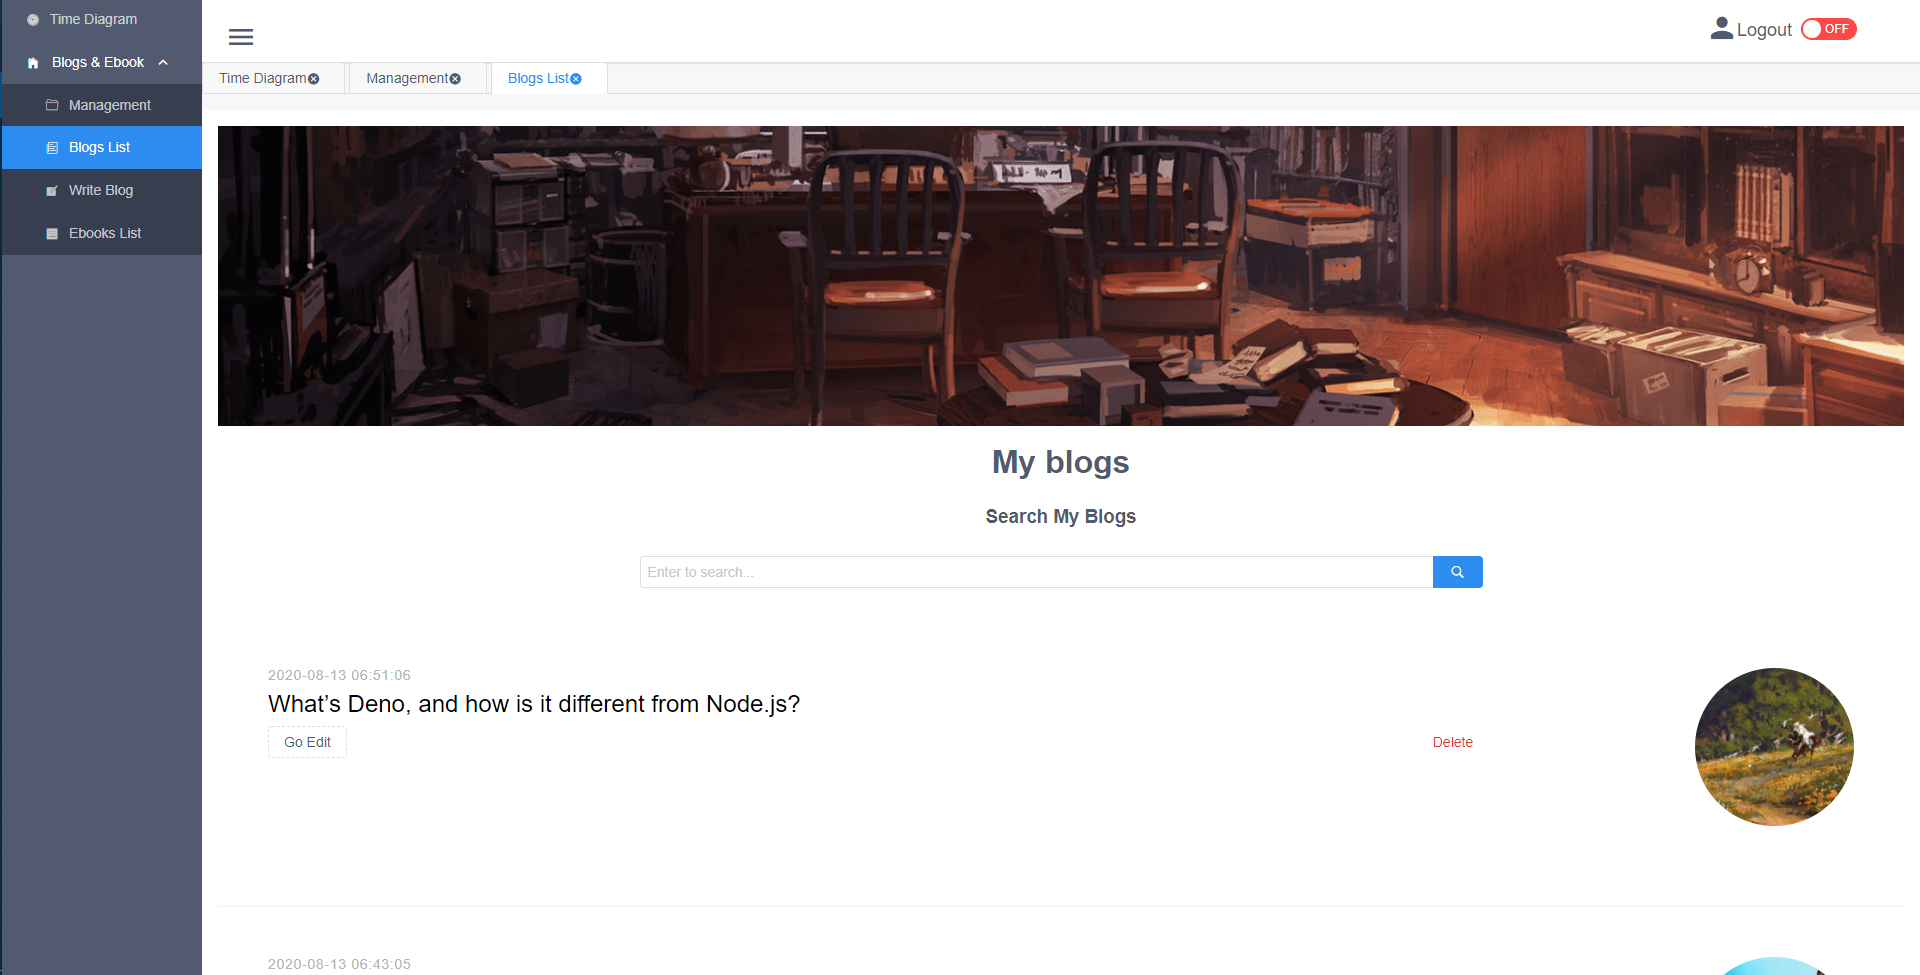 Time Diagram
Blogs & Ebook
Management
Blogs List
Write Blog
Ebooks List
Logout OFF
Time Diagram Management Blogs List
My blogs
Search My Blogs
Enter to search...
2020-08-13 06:51:06
What’s Deno, and how is it different from Node.js?
Go Edit Delete
2020-08-13 06:43:05